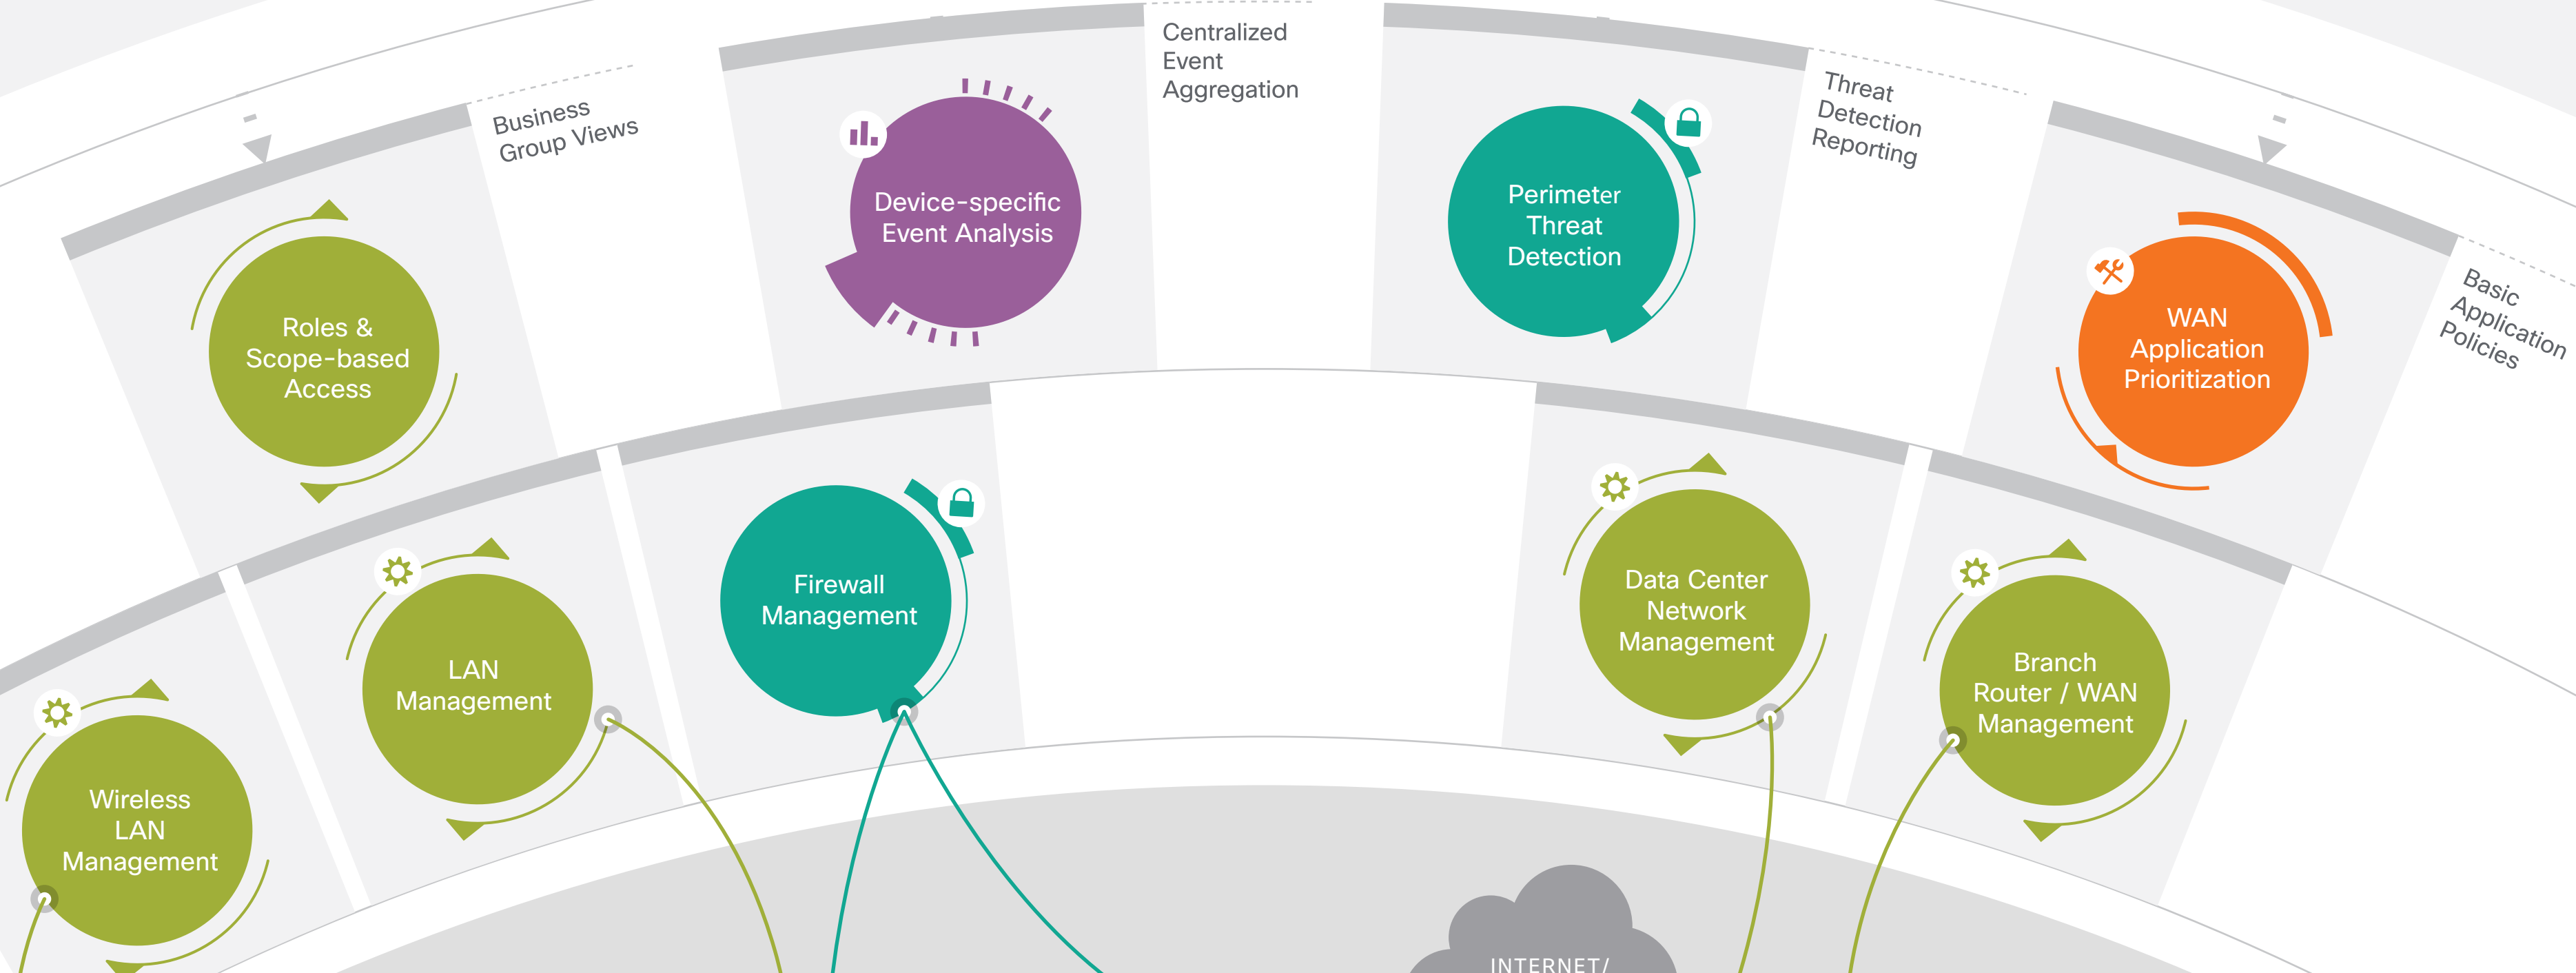 Centralized
Event
Aggregation
Business
Group Views
Threat
Detection
Reporting
Device-specific
Event Analysis
Perimeter
Threat
Detection
Roles &
Scope-based
Access
WAN
Application
Prioritization
Basic
Application
Policies
Firewall
Management
Data Center
Network
Management
LAN
Management
Branch
Router / WAN
Management
Wireless
LAN
Management
INTERNET/